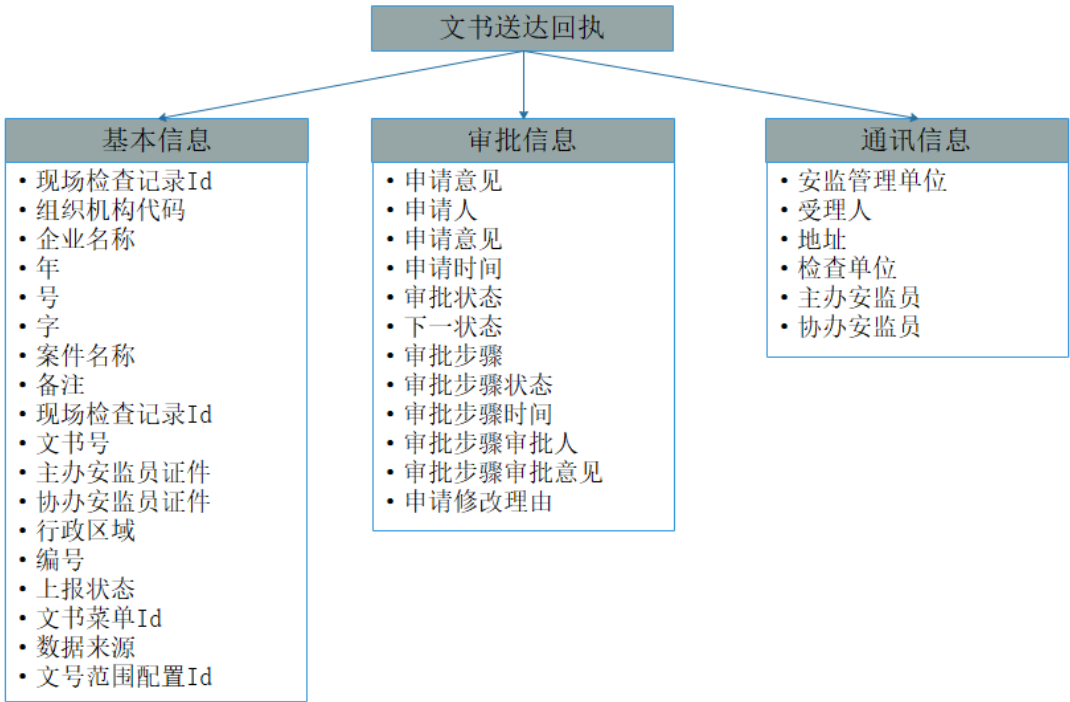 文书送达回执
基本信息
• 现场检查记录Id
• 组织机构代码
• 企业名称
• 年
• 号
• 字
• 案件名称
• 备注
• 现场检查记录Id
• 文书号
• 主办安监员证件
• 协办安监员证件
• 行政区域
• 编号
• 上报状态
• 文书菜单Id
• 数据来源
• 文号范围配置Id
审批信息
• 申请意见
• 申请人
• 申请意见
• 申请时间
• 审批状态
• 下一状态
• 审批步骤
• 审批步骤状态
• 审批步骤时间
• 审批步骤审批人
• 审批步骤审批意见
• 申请修改理由
通讯信息
• 安监管理单位
• 受理人
• 地址
• 检查单位
• 主办安监员
• 协办安监员